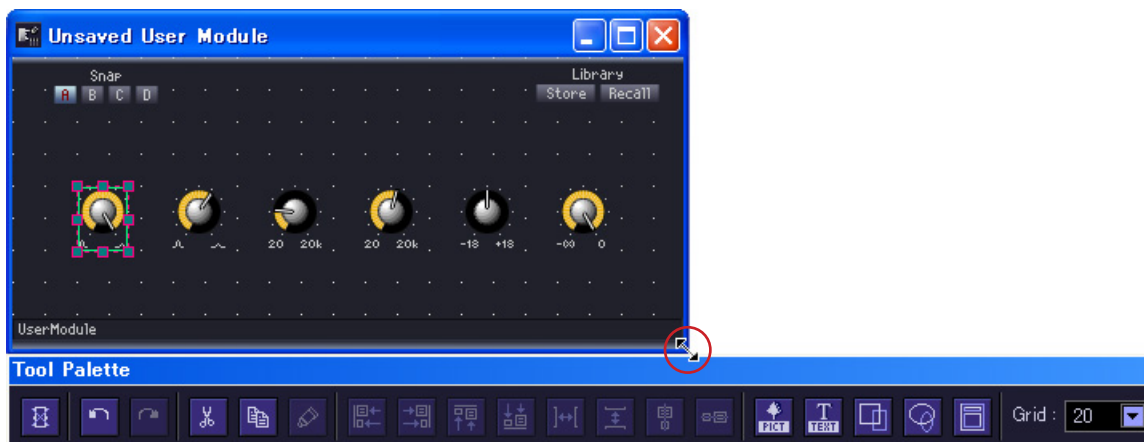 Unsaved User Module
Snap
A B C D
Library
Store Recall
20 20k 20 20k -18 +18 -∞ 0
UserModule
Tool Palette
PICT
T
TEXT
Grid : 20